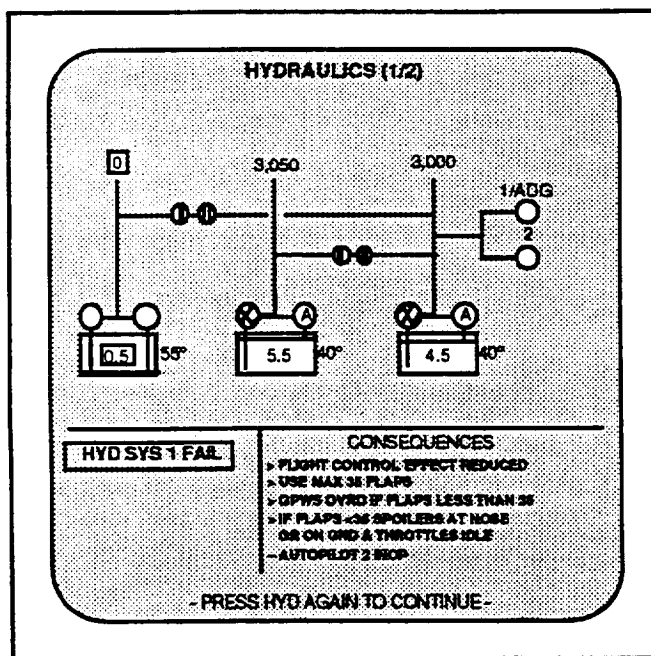 HYDRAULICS (1/2)
0
3,050
3,000
1/ADG
2
A
A
0.5
55°
5.5
40°
4.5
40°
HYD SYS 1 FAIL
CONSEQUENCES
> FLIGHT CONTROL EFFECT REDUCED
> USE MAX 35 FLAPS
> GPWS OVRD IF FLAPS LESS THAN 35
> IF FLAPS <35 SPOILERS AT NOSE
GR ON GND & THROTTLES IDLE
– AUTOPILOT 2 INOP
- PRESS HYD AGAIN TO CONTINUE -